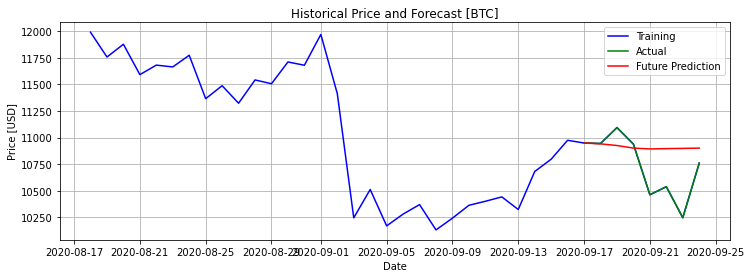 Historical Price and Forecast [BTC]
Training
Actual
Future Prediction
Price [USD]
12000
11750
11500
11250
11000
10750
10500
10250
2020-08-17 2020-08-21 2020-08-25 2020-08-29 2020-09-01 2020-09-05 2020-09-09 2020-09-13 2020-09-17 2020-09-21 2020-09-25
Date